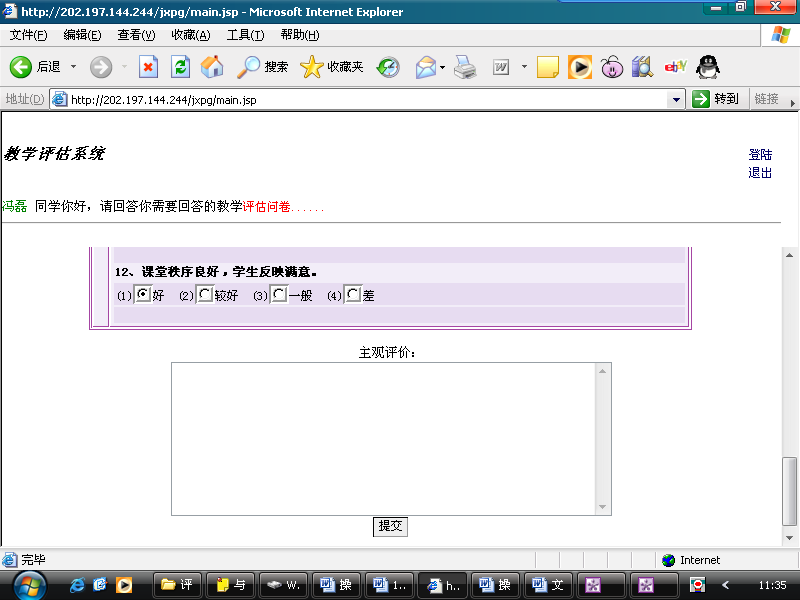 http://202.197.144.244/jxpg/main.jsp - Microsoft Internet Explorer
文件(F) 编辑(E) 查看(V) 收藏(A) 工具(T) 帮助(H)
后退 搜索 收藏夹
地址(D) http://202.197.144.244/jxpg/main.jsp 转到 链接
教学评估系统
登陆
退出
冯磊 同学你好，请回答你需要回答的教学评估问卷......
12、课堂秩序良好，学生反映满意。
(1) 好 (2) 较好 (3) 一般 (4) 差
主观评价:
提交
完毕 Internet
评 与 W. 操 1.. h.. 操 文 11:35